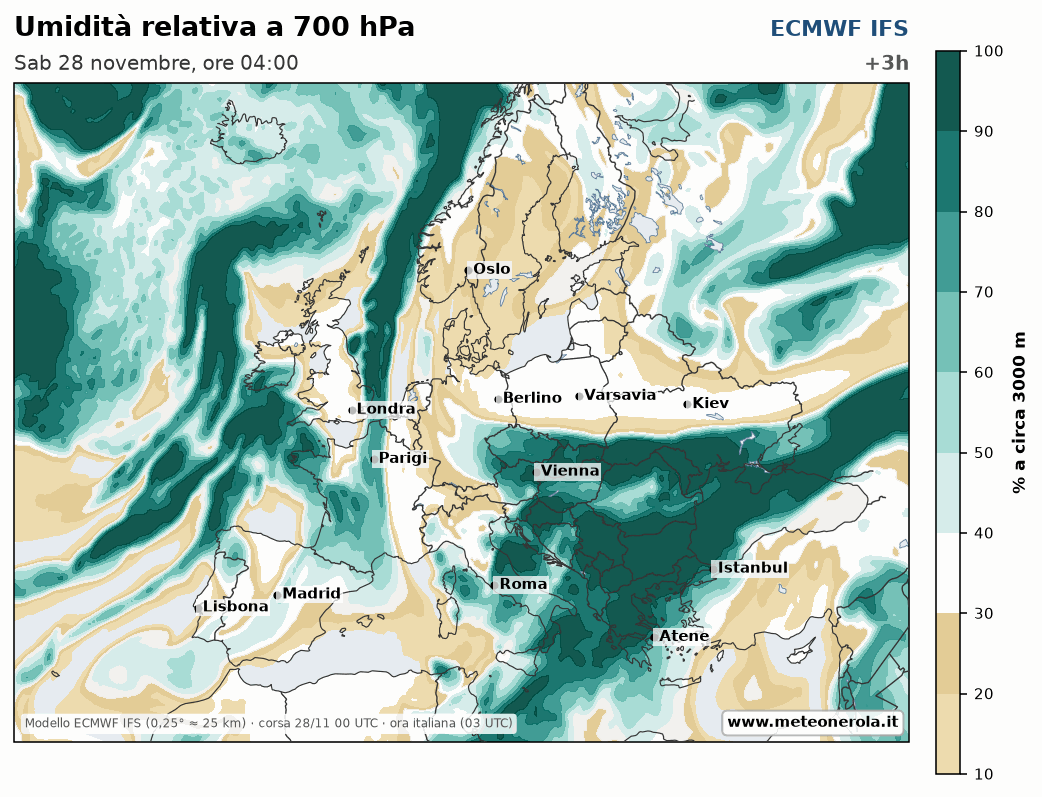 Umidità relativa a 700 hPa
ECMWF IFS
Sab 28 novembre, ore 04:00
+3h
100
90
80
70
60
50
40
30
20
10
% a circa 3000 m
Oslo
Berlino
Varsavia
Kiev
Londra
Parigi
Vienna
Istanbul
Roma
Madrid
Lisbona
Atene
Modello ECMWF IFS (0,25° ≈ 25 km) · corsa 28/11 00 UTC · ora italiana (03 UTC)
www.meteonerola.it